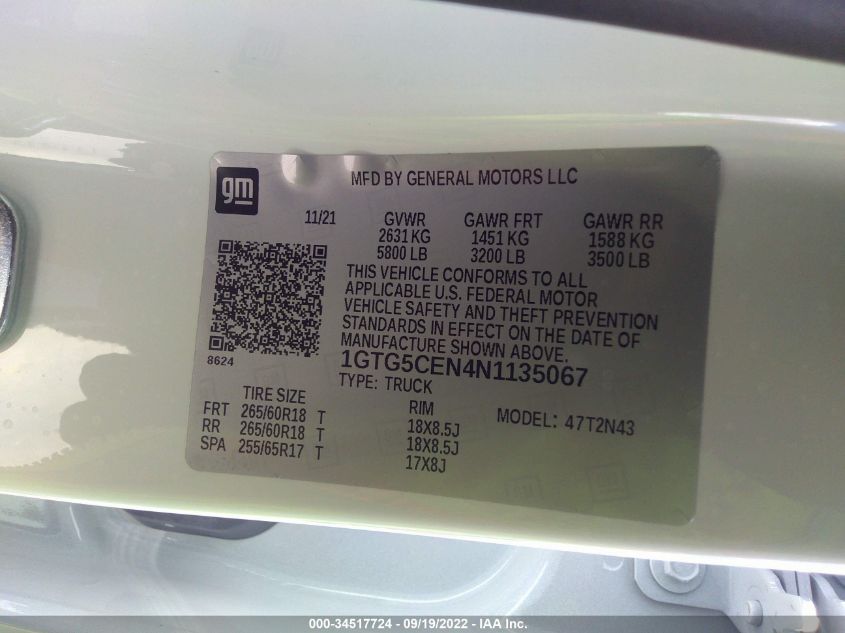 gm
MFD BY GENERAL MOTORS LLC
11/21 GVWR GAWR FRT GAWR RR
2631 KG 1451 KG 1588 KG
5800 LB 3200 LB 3500 LB
THIS VEHICLE CONFORMS TO ALL
APPLICABLE U.S. FEDERAL MOTOR
VEHICLE SAFETY AND THEFT PREVENTION
STANDARDS IN EFFECT ON THE DATE OF
MANUFACTURE SHOWN ABOVE.
8624
1GTG5CEN4N1135067
TYPE: TRUCK
TIRE SIZE RIM MODEL: 47T2N43
FRT 265/60R18 T 18X8.5J
RR 265/60R18 T 18X8.5J
SPA 255/65R17 T 17X8J
000-34517724 - 09/19/2022 - IAA Inc.